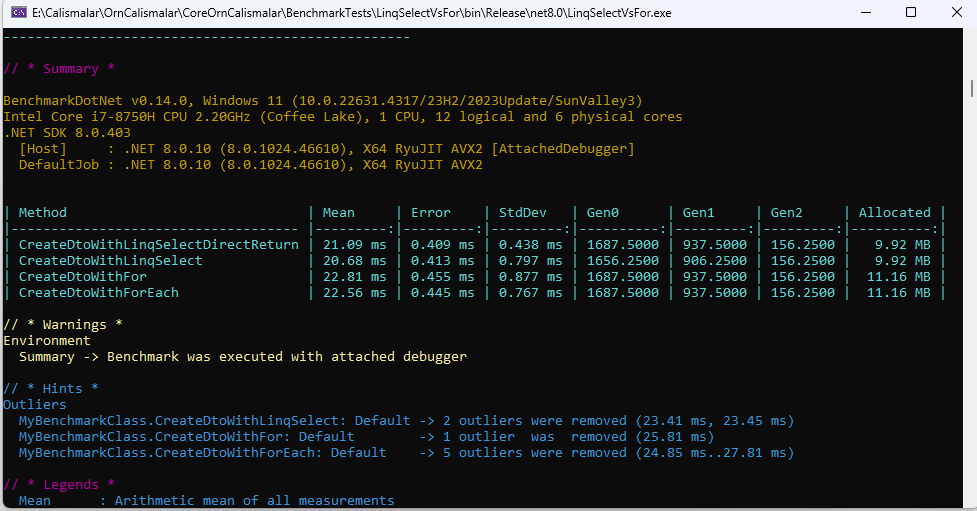 E:\Calismalar\OrnCalismalar\CoreOrnCalismalar\BenchmarkTests\LinqSelectVsFor\bin\Release\net8.0\LinqSelectVsFor.exe
---------------------------------------------------
// * Summary *
BenchmarkDotNet v0.14.0, Windows 11 (10.0.22631.4317/23H2/2023Update/SunValley3)
Intel Core i7-8750H CPU 2.20GHz (Coffee Lake), 1 CPU, 12 logical and 6 physical cores
.NET SDK 8.0.403
  [Host]     : .NET 8.0.10 (8.0.1024.46610), X64 RyuJIT AVX2 [AttachedDebugger]
  DefaultJob : .NET 8.0.10 (8.0.1024.46610), X64 RyuJIT AVX2
| Method                              | Mean     | Error    | StdDev   | Gen0      | Gen1     | Gen2     | Allocated |
|------------------------------------ |---------:|---------:|---------:|----------:|---------:|---------:|----------:|
| CreateDtoWithLinqSelectDirectReturn | 21.09 ms | 0.409 ms | 0.438 ms | 1687.5000 | 937.5000 | 156.2500 |   9.92 MB |
| CreateDtoWithLinqSelect             | 20.68 ms | 0.413 ms | 0.797 ms | 1656.2500 | 906.2500 | 156.2500 |   9.92 MB |
| CreateDtoWithFor                    | 22.81 ms | 0.455 ms | 0.877 ms | 1687.5000 | 937.5000 | 156.2500 |  11.16 MB |
| CreateDtoWithForEach                | 22.56 ms | 0.445 ms | 0.767 ms | 1687.5000 | 937.5000 | 156.2500 |  11.16 MB |
// * Warnings *
Environment
  Summary -> Benchmark was executed with attached debugger
// * Hints *
Outliers
  MyBenchmarkClass.CreateDtoWithLinqSelect: Default -> 2 outliers were removed (23.41 ms, 23.45 ms)
  MyBenchmarkClass.CreateDtoWithFor: Default        -> 1 outlier  was  removed (25.81 ms)
  MyBenchmarkClass.CreateDtoWithForEach: Default    -> 5 outliers were removed (24.85 ms..27.81 ms)
// * Legends *
  Mean      : Arithmetic mean of all measurements